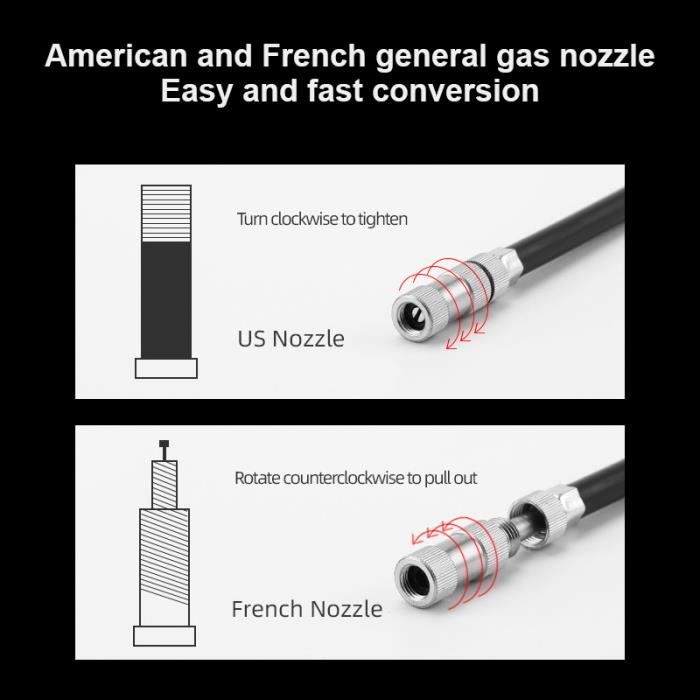 American and French general gas nozzle
Easy and fast conversion
Turn clockwise to tighten
US Nozzle
Rotate counterclockwise to pull out
French Nozzle